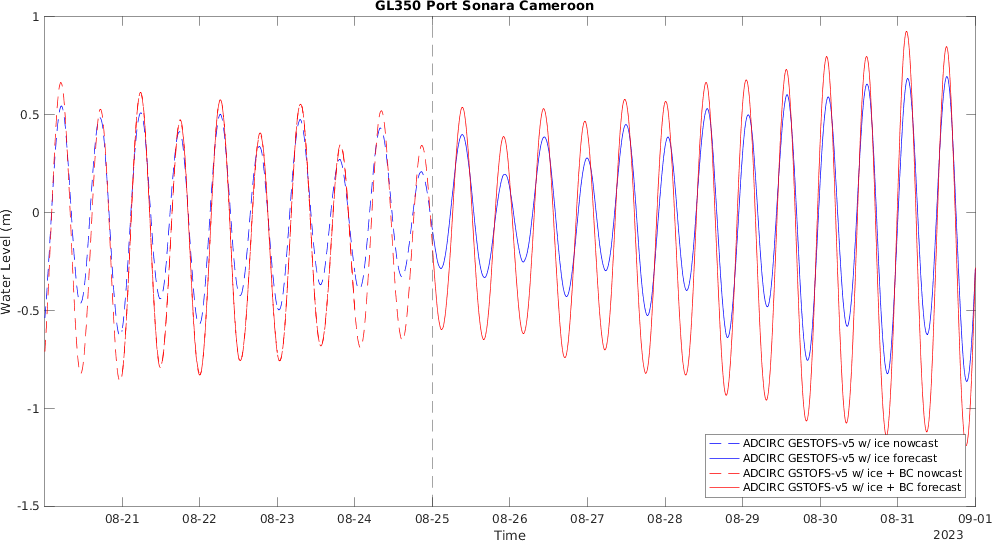 GL350 Port Sonara Cameroon
1
0.5
0
-0.5
-1
-1.5
Water Level (m)
08-21 08-22 08-23 08-24 08-25 08-26 08-27 08-28 08-29 08-30 08-31 09-01
Time
2023
ADCIRC GESTOFS-v5 w/ ice nowcast
ADCIRC GESTOFS-v5 w/ ice forecast
ADCIRC GSTOFS-v5 w/ ice + BC nowcast
ADCIRC GSTOFS-v5 w/ ice + BC forecast